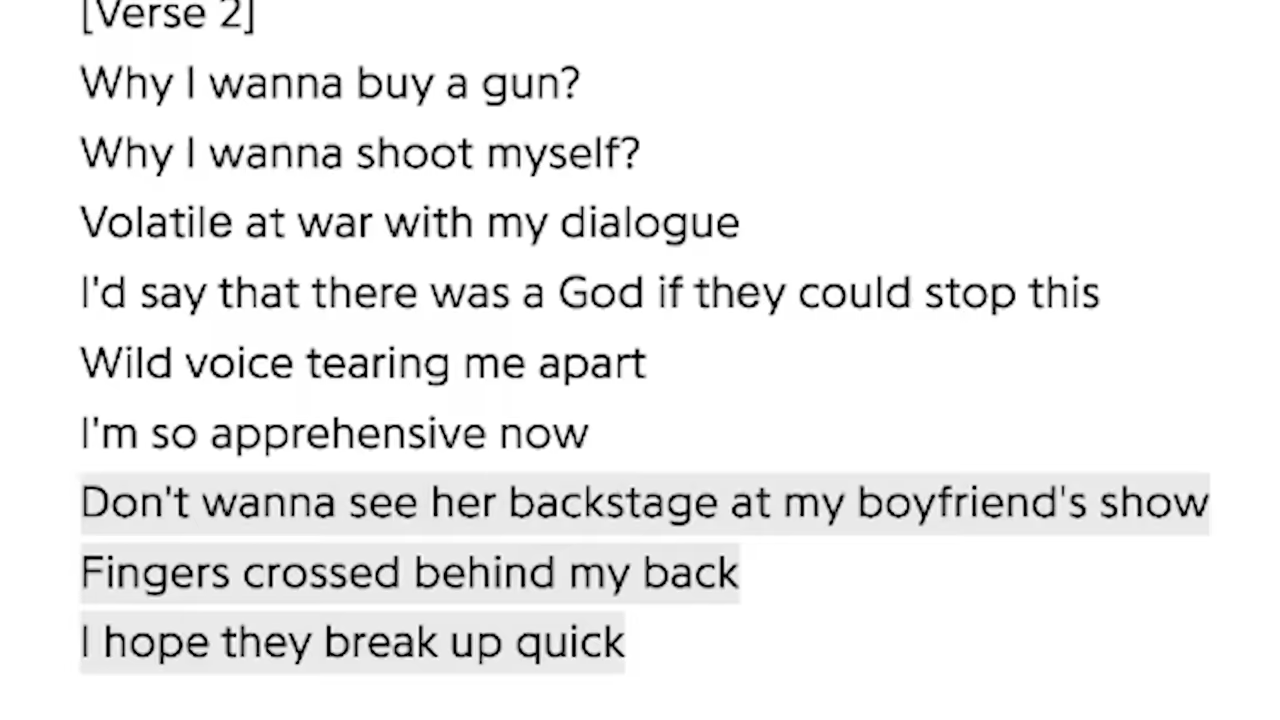 [Verse 2]
Why I wanna buy a gun?
Why I wanna shoot myself?
Volatile at war with my dialogue
I'd say that there was a God if they could stop this
Wild voice tearing me apart
I'm so apprehensive now
Don't wanna see her backstage at my boyfriend's show
Fingers crossed behind my back
I hope they break up quick